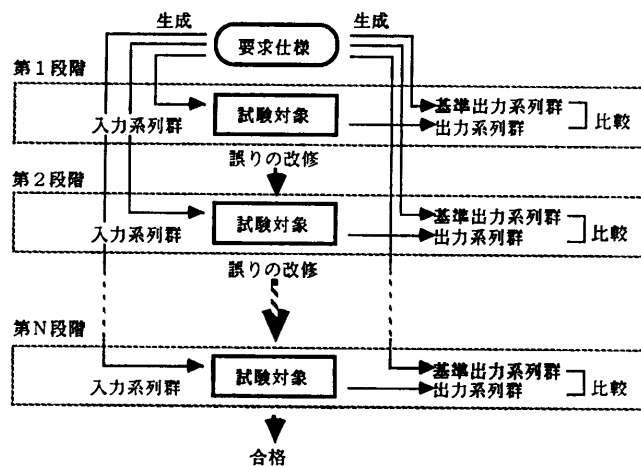 生成
生成
要求仕様
第1段階
試験対象
入力系列群
基準出力系列群
出力系列群
比較
誤りの改修
第2段階
試験対象
入力系列群
基準出力系列群
出力系列群
比較
誤りの改修
第N段階
試験対象
入力系列群
基準出力系列群
出力系列群
比較
合格